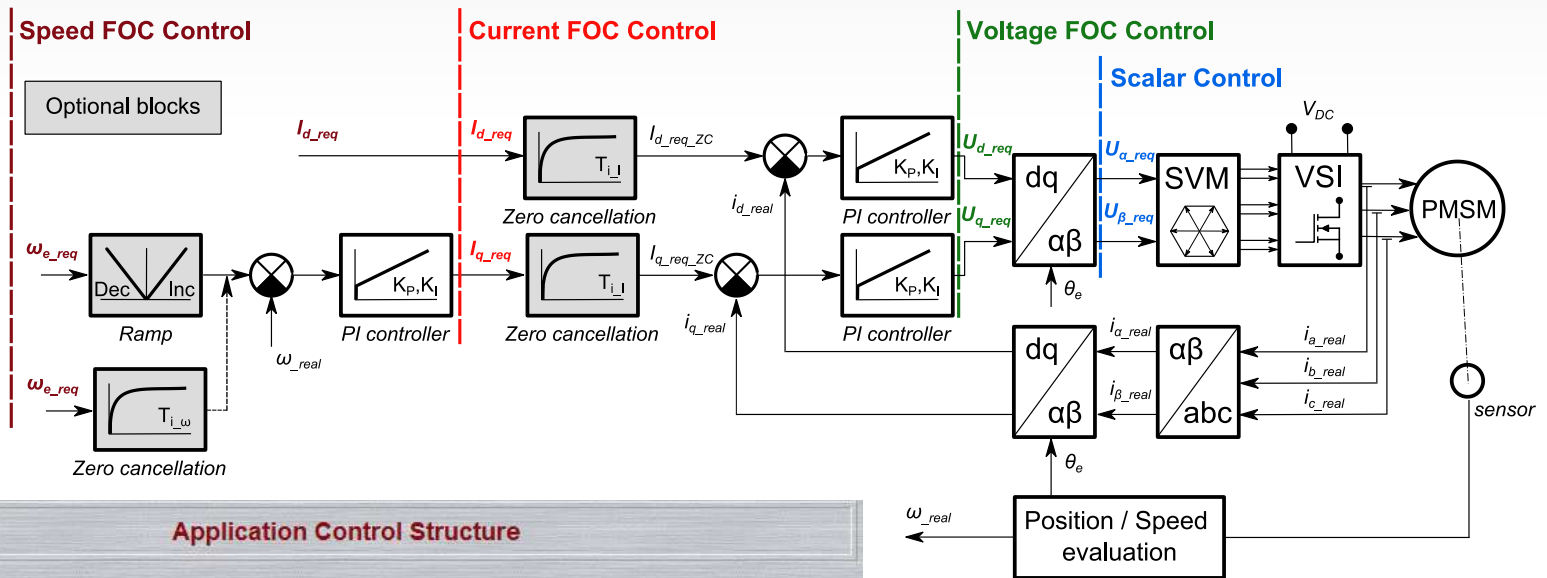 Speed FOC Control
Current FOC Control
Voltage FOC Control
Scalar Control
Optional blocks
V_DC
I_d_req
I_d_req
T_i_I
Zero cancellation
I_d_req_ZC
i_d_real
K_P,K_I
PI controller
U_d_req
U_q_req
dq
αβ
θ_e
U_α_req
U_β_req
SVM
VSI
PMSM
ω_e_req
Dec
Inc
Ramp
ω_real
K_P,K_I
PI controller
I_q_req
T_i_I
Zero cancellation
I_q_req_ZC
i_q_real
K_P,K_I
PI controller
ω_e_req
T_i_ω
Zero cancellation
dq
αβ
θ_e
i_α_real
i_β_real
αβ
abc
i_a_real
i_b_real
i_c_real
sensor
Application Control Structure
ω_real
Position / Speed
evaluation